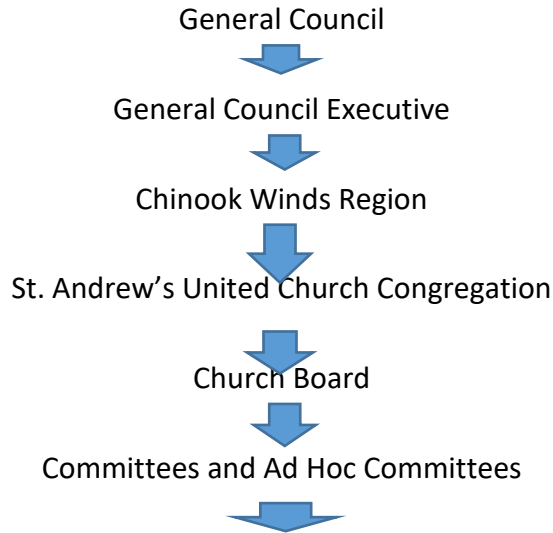 General Council
General Council Executive
Chinook Winds Region
St. Andrew’s United Church Congregation
Church Board
Committees and Ad Hoc Committees